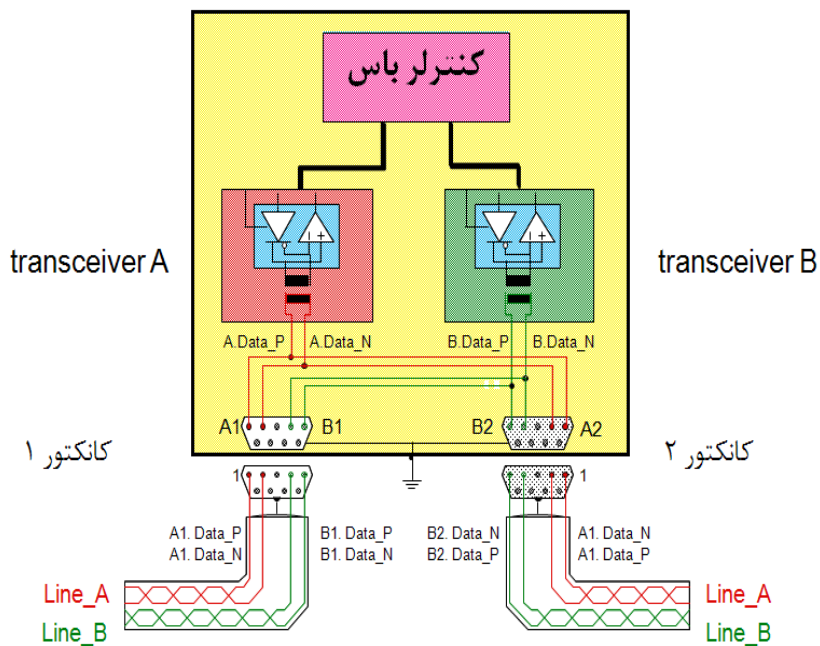 کنترلر باس
transceiver A
transceiver B
A.Data_P
A.Data_N
B.Data_P
B.Data_N
A1
B1
B2
A2
کانکتور ۱
کانکتور ۲
1
1
A1. Data_P
A1. Data_N
B1. Data_P
B1. Data_N
B2. Data_N
B2. Data_P
A1. Data_N
A1. Data_P
Line_A
Line_B
Line_A
Line_B